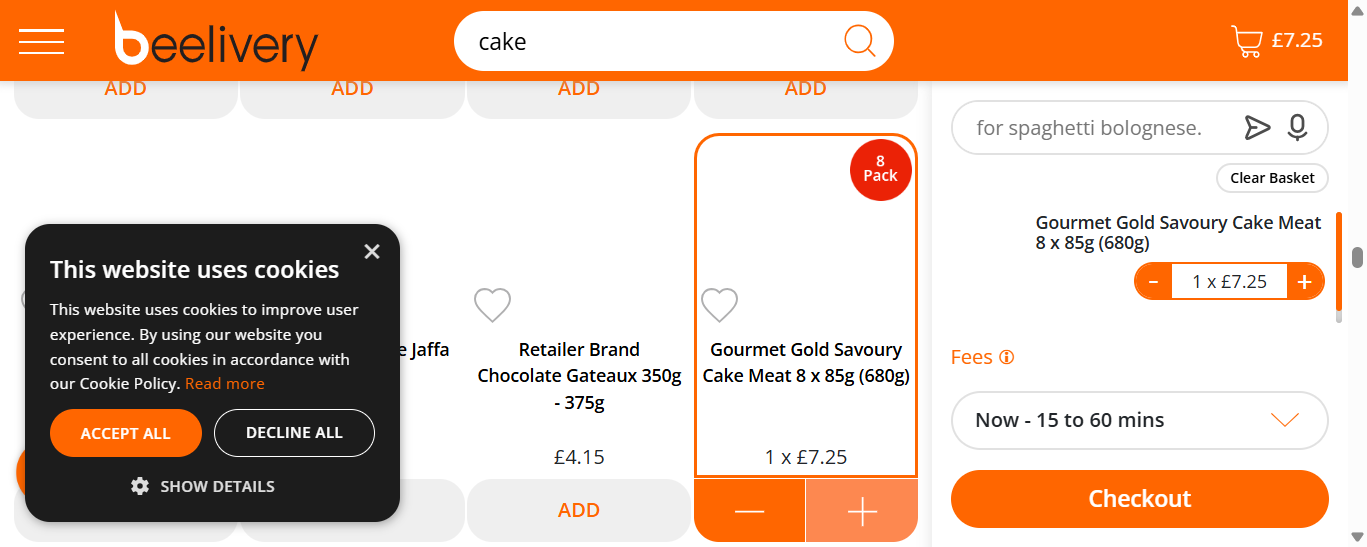 beelivery
cake
£7.25
ADD
ADD
ADD
ADD
for spaghetti bolognese.
Clear Basket
8
Pack
Gourmet Gold Savoury Cake Meat
8 x 85g (680g)
- 1 x £7.25 +
This website uses cookies
This website uses cookies to improve user
experience. By using our website you
consent to all cookies in accordance with
our Cookie Policy. Read more
ACCEPT ALL
DECLINE ALL
SHOW DETAILS
e Jaffa
Retailer Brand
Chocolate Gateaux 350g
- 375g
£4.15
ADD
Gourmet Gold Savoury
Cake Meat 8 x 85g (680g)
1 x £7.25
Fees
Now - 15 to 60 mins
Checkout